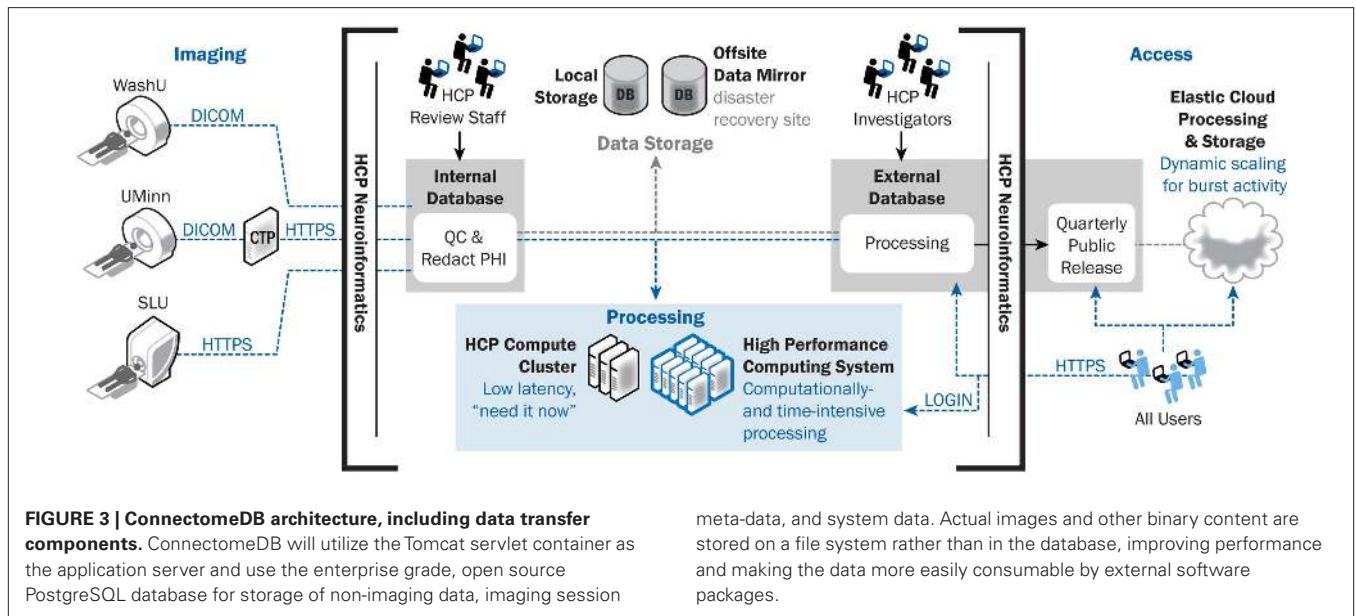 Imaging
WashU
DICOM
UMinn
DICOM
CTP
HTTPS
SLU
HTTPS
HCP Neuroinformatics
HCP
Review Staff
Internal
Database
QC &
Redact PHI
Local
Storage
DB
DB
Offsite
Data Mirror
disaster
recovery site
Data Storage
HCP
Investigators
External
Database
Processing
Processing
HCP Compute
Cluster
Low latency,
"need it now"
High Performance
Computing System
Computationally-
and time-intensive
processing
HCP Neuroinformatics
Access
Elastic Cloud
Processing
& Storage
Dynamic scaling
for burst activity
Quarterly
Public
Release
HTTPS
LOGIN
All Users
FIGURE 3 | ConnectomeDB architecture, including data transfer
components. ConnectomeDB will utilize the Tomcat servlet container as
the application server and use the enterprise grade, open source
PostgreSQL database for storage of non-imaging data, imaging session
meta-data, and system data. Actual images and other binary content are
stored on a file system rather than in the database, improving performance
and making the data more easily consumable by external software
packages.